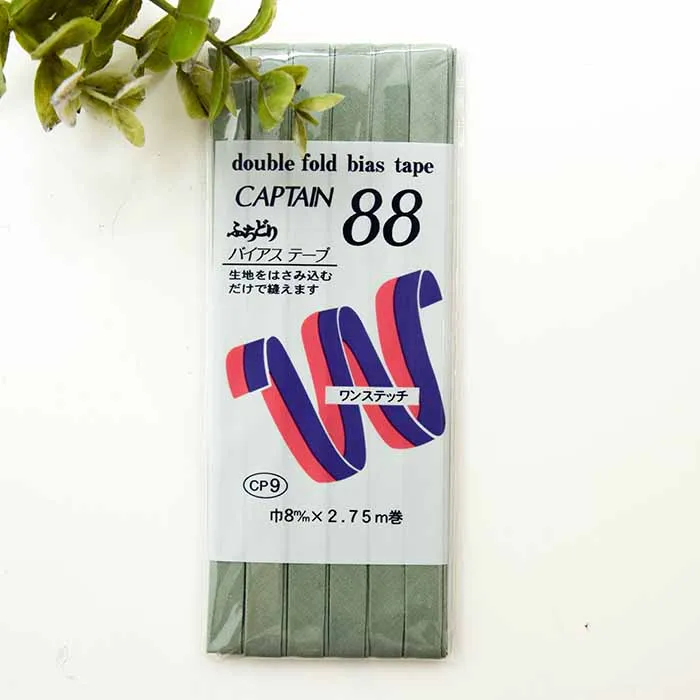 double fold bias tape
CAPTAIN 88
ふちどり
バイアステープ
生地をはさみ込む
だけで縫えます
ワンステッチ
CP9
巾8m/m×2.75m巻